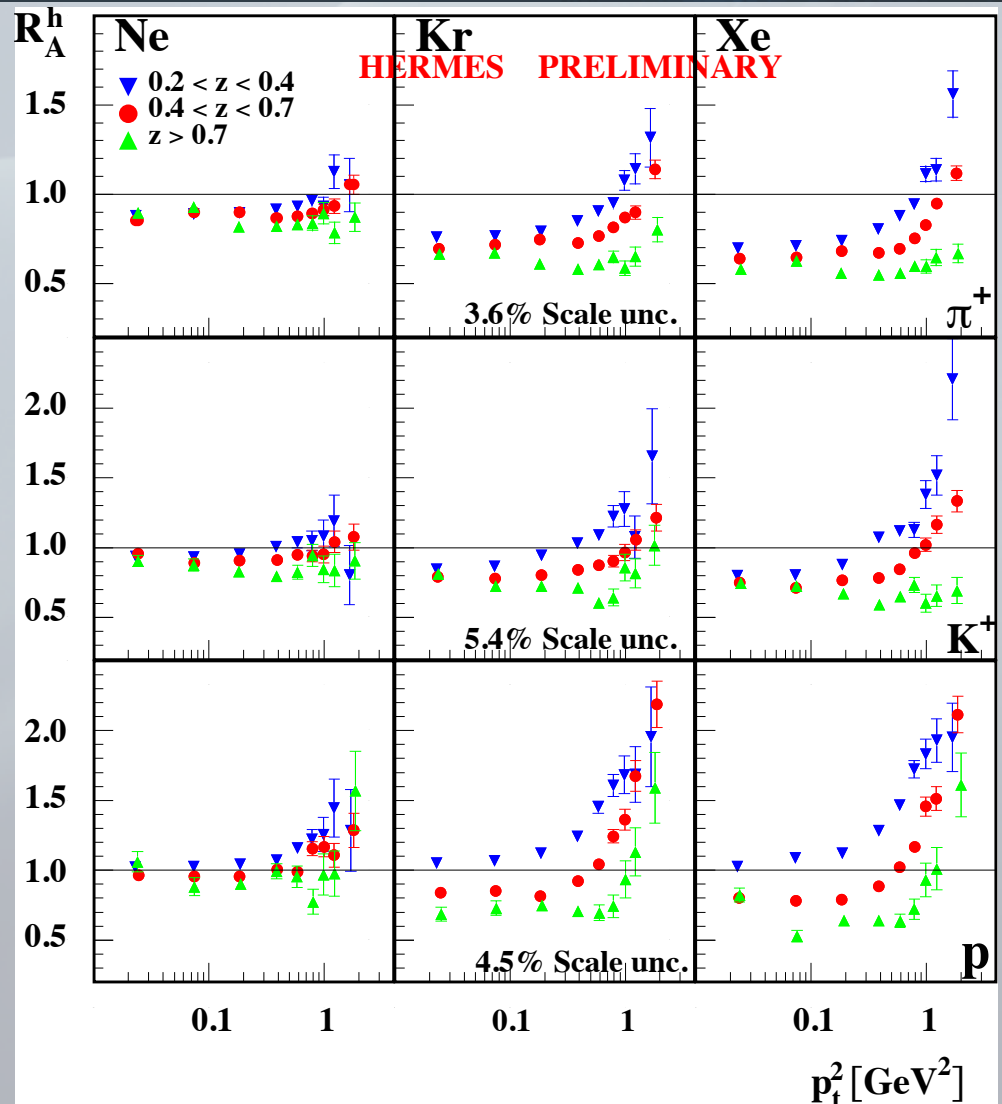 R_A^h
Ne Kr Xe
HERMES PRELIMINARY
0.2 < z < 0.4
0.4 < z < 0.7
z > 0.7
1.5
1.0
0.5
3.6% Scale unc.
π+
2.0
1.5
1.0
0.5
5.4% Scale unc.
K+
2.0
1.5
1.0
0.5
4.5% Scale unc.
p
0.1 1 0.1 1 0.1 1
p_t^2 [GeV^2]